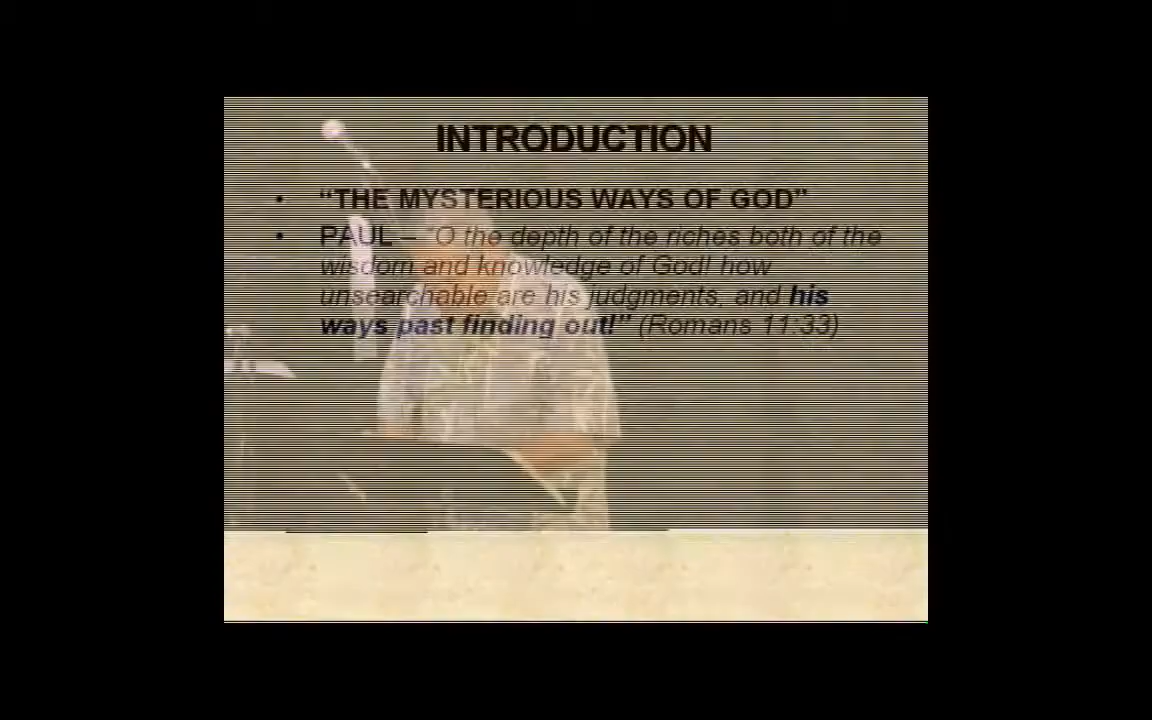 INTRODUCTION
• “THE MYSTERIOUS WAYS OF GOD”
• PAUL – “O the depth of the riches both of the
wisdom and knowledge of God! how
unsearchable are his judgments, and his
ways past finding out!” (Romans 11:33)